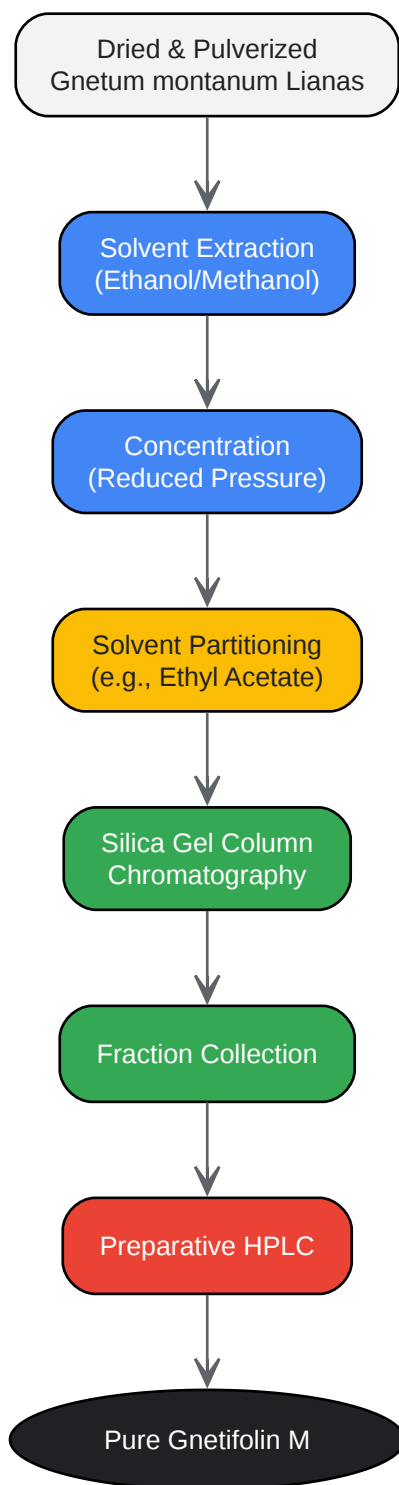 Dried & Pulverized
Gnetum montanum Lianas
Solvent Extraction
(Ethanol/Methanol)
Concentration
(Reduced Pressure)
Solvent Partitioning
(e.g., Ethyl Acetate)
Silica Gel Column
Chromatography
Fraction Collection
Preparative HPLC
Pure Gnetifolin M